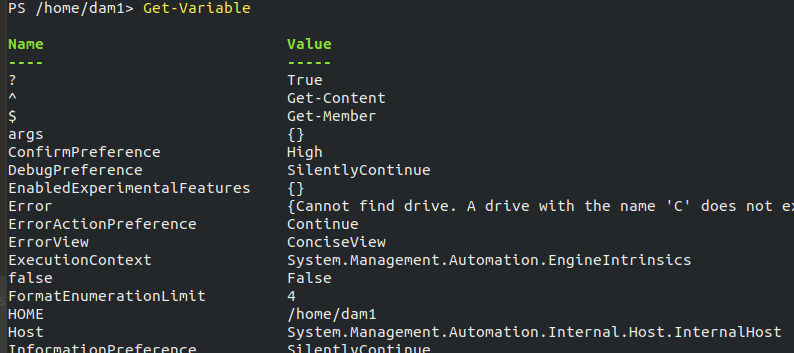 PS /home/dam1> Get-Variable
Name Value
---- -----
? True
^ Get-Content
$ Get-Member
args {}
ConfirmPreference High
DebugPreference SilentlyContinue
EnabledExperimentalFeatures {}
Error {Cannot find drive. A drive with the name 'C' does not ex
ErrorActionPreference Continue
ErrorView ConciseView
ExecutionContext System.Management.Automation.EngineIntrinsics
false False
FormatEnumerationLimit 4
HOME /home/dam1
Host System.Management.Automation.Internal.Host.InternalHost
InformationPreference SilentlyContinue